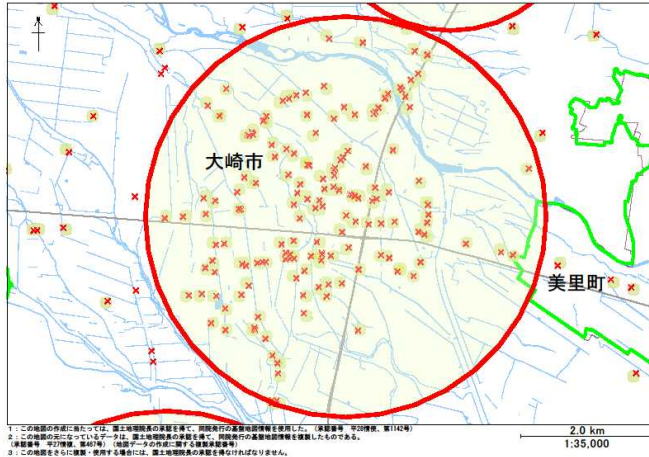 大崎市
美里町
1：この地図の作成に当たっては、国土地理院長の承認を得て、同院発行の基盤地図情報を使用した。（承認番号　平28情使、第1142号）
2：この地図の元になっているデータは、国土地理院長の承認を得て、同院発行の基盤地図情報を複製したものである。
（承認番号　平27情複、第467号）（地図データの作成に関する複製承認番号）
3：この地図をさらに複製・使用する場合には、国土地理院長の承認を得なければなりません。
2.0 km
1:35,000